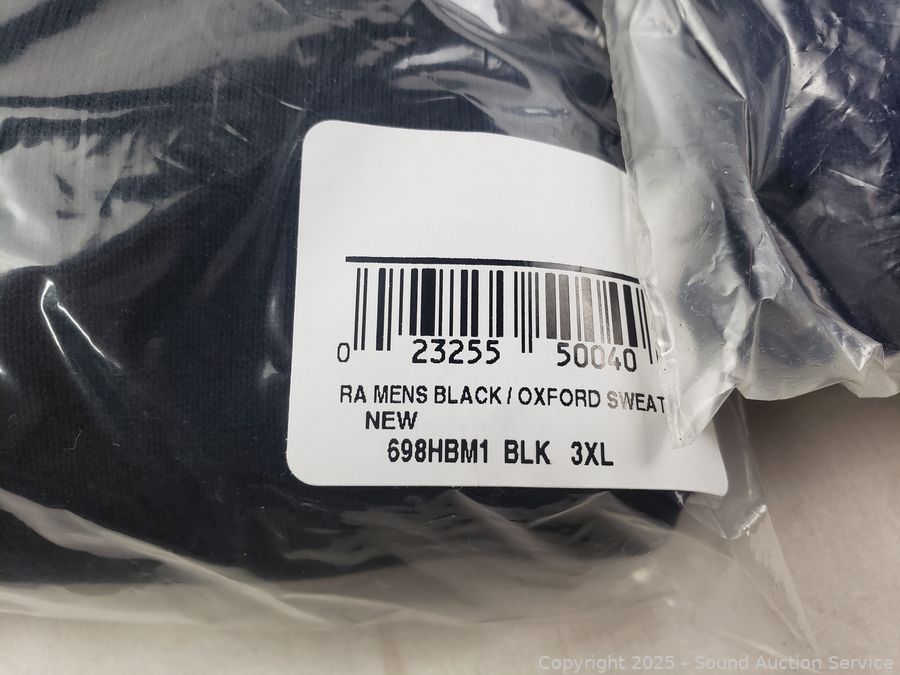 0 23255 50040
RA MENS BLACK / OXFORD SWEAT
NEW
698HBM1 BLK 3XL
Copyright © 2025 - Sound Auction Service